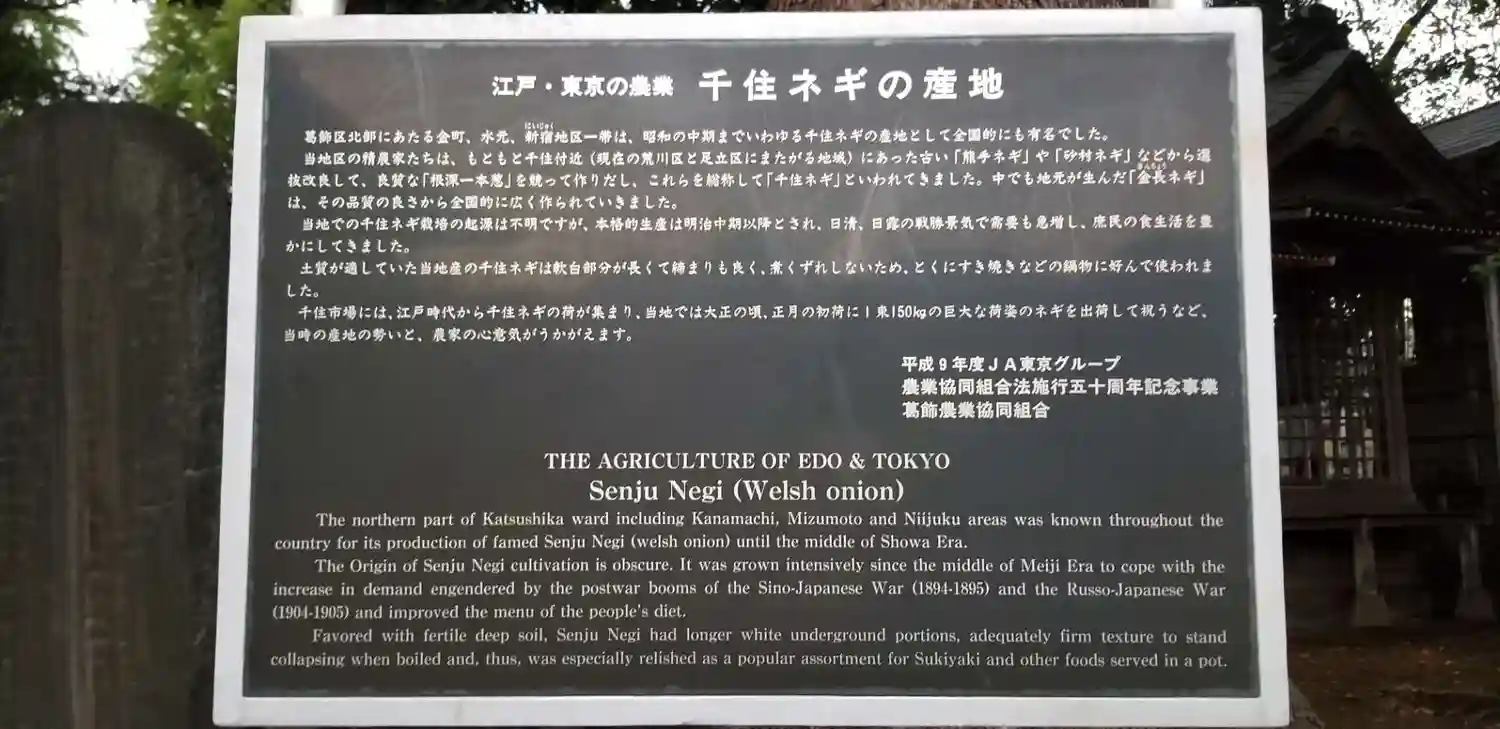 江戸・東京の農業 千住ネギの産地
葛飾区北部にあたる金町、水元、新宿地区一帯は、昭和の中期までいわゆる千住ネギの産地として全国的にも有名でした。
にいじゅく
当地区の精農家たちは、もともと千住付近（現在の荒川区と足立区にまたがる地域）にあった古い「熊手ネギ」や「砂村ネギ」などから選
抜改良して、良質な「根深一本葱」を競って作りだし、これらを総称して「千住ネギ」といわれてきました。中でも地元が生んだ「金長ネギ」
きんちょう
は、その品質の良さから全国的に広く作られていきました。
当地での千住ネギ栽培の起源は不明ですが、本格的生産は明治中期以降とされ、日清、日露の戦勝景気で需要も急増し、庶民の食生活を豊
かにしてきました。
土質が適していた当地産の千住ネギは軟白部分が長くて締まりも良く、煮くずれしないため、とくにすき焼きなどの鍋物に好んで使われま
した。
千住市場には、江戸時代から千住ネギの荷が集まり、当地では大正の頃、正月の初荷に1束150kgの巨大な荷姿のネギを出荷して祝うなど、
当時の産地の勢いと、農家の心意気がうかがえます。
平成9年度JA東京グループ
農業協同組合法施行五十周年記念事業
葛飾農業協同組合
THE AGRICULTURE OF EDO & TOKYO
Senju Negi (Welsh onion)
The northern part of Katsushika ward including Kanamachi, Mizumoto and Niijuku areas was known throughout the
country for its production of famed Senju Negi (welsh onion) until the middle of Showa Era.
The Origin of Senju Negi cultivation is obscure. It was grown intensively since the middle of Meiji Era to cope with the
increase in demand engendered by the postwar booms of the Sino-Japanese War (1894-1895) and the Russo-Japanese War
(1904-1905) and improved the menu of the people's diet.
Favored with fertile deep soil, Senju Negi had longer white underground portions, adequately firm texture to stand
collapsing when boiled and, thus, was especially relished as a popular assortment for Sukiyaki and other foods served in a pot.